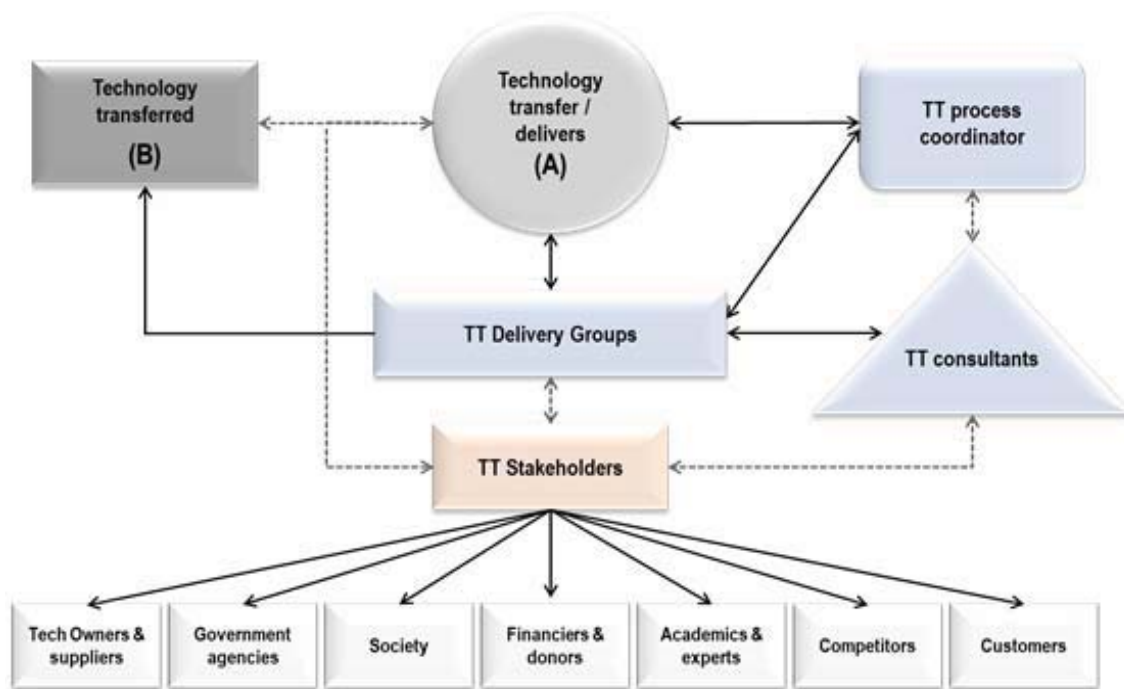 Technology
transferred
(B)
Technology
transfer /
delivers
(A)
TT process
coordinator
TT Delivery Groups
TT consultants
TT Stakeholders
Tech Owners &
suppliers
Government
agencies
Society
Financiers &
donors
Academics &
experts
Competitors
Customers